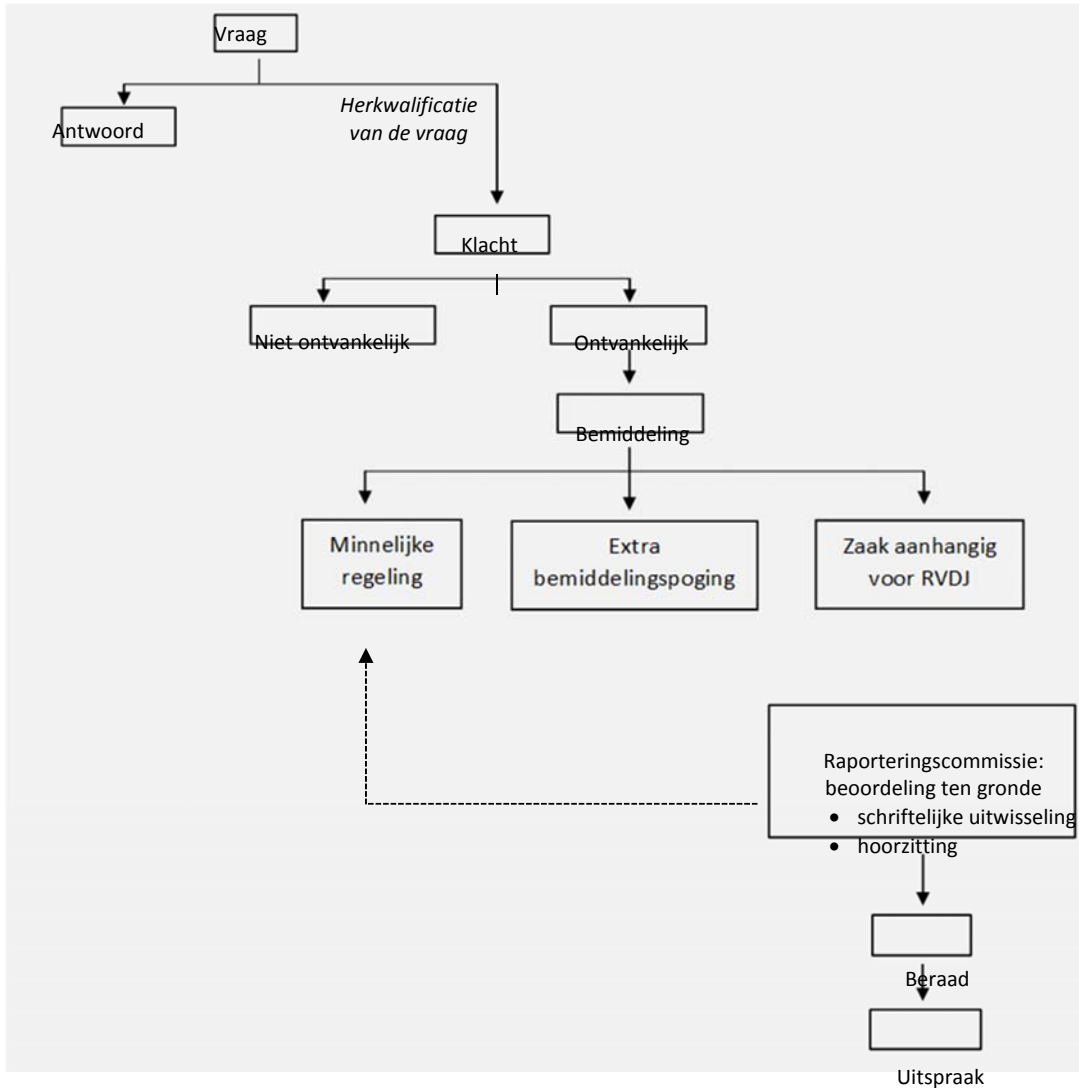 Vraag
Antwoord
Herkwalificatie
van de vraag
Klacht
Niet ontvankelijk
Ontvankelijk
Bemiddeling
Minnelijke
regeling
Extra
bemiddelingspoging
Zaak aanhangig
voor RVDJ
Raporteringscommissie:
beoordeling ten gronde
• schriftelijke uitwisseling
• hoorzitting
Beraad
Uitspraak